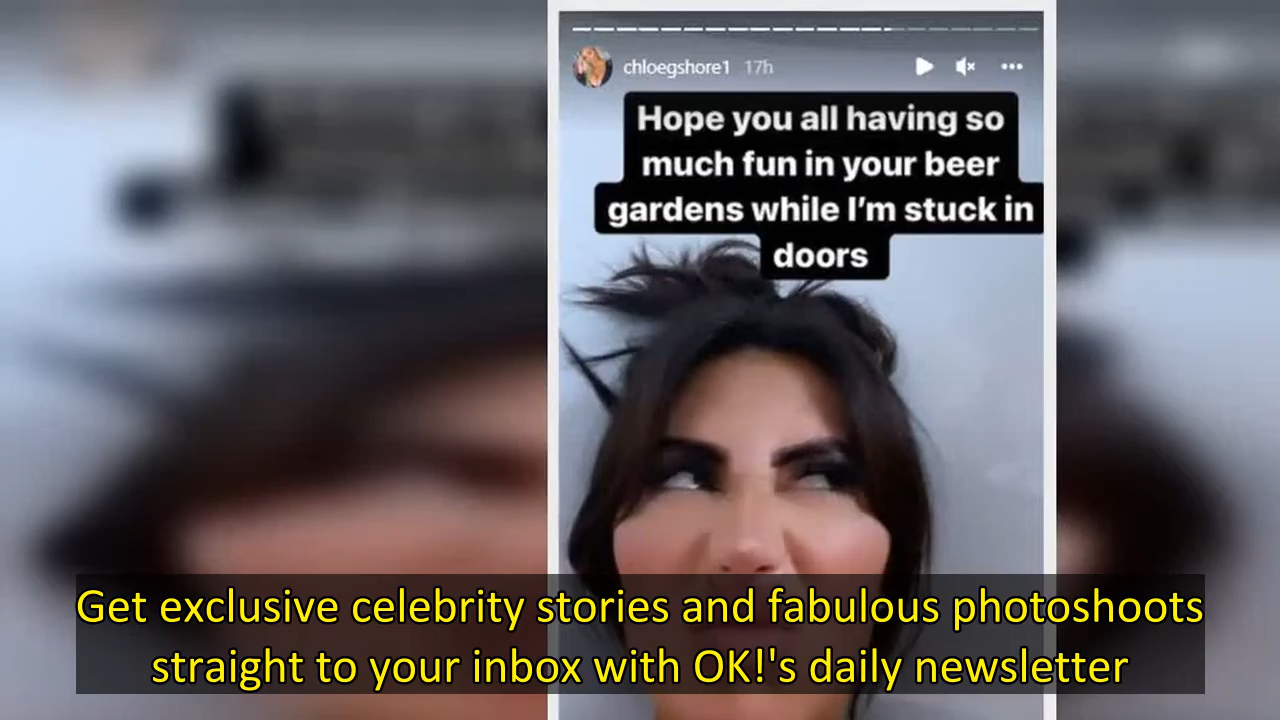 chloegshore1 17h
Hope you all having so
much fun in your beer
gardens while I'm stuck in
doors
Get exclusive celebrity stories and fabulous photoshoots
straight to your inbox with OK!'s daily newsletter